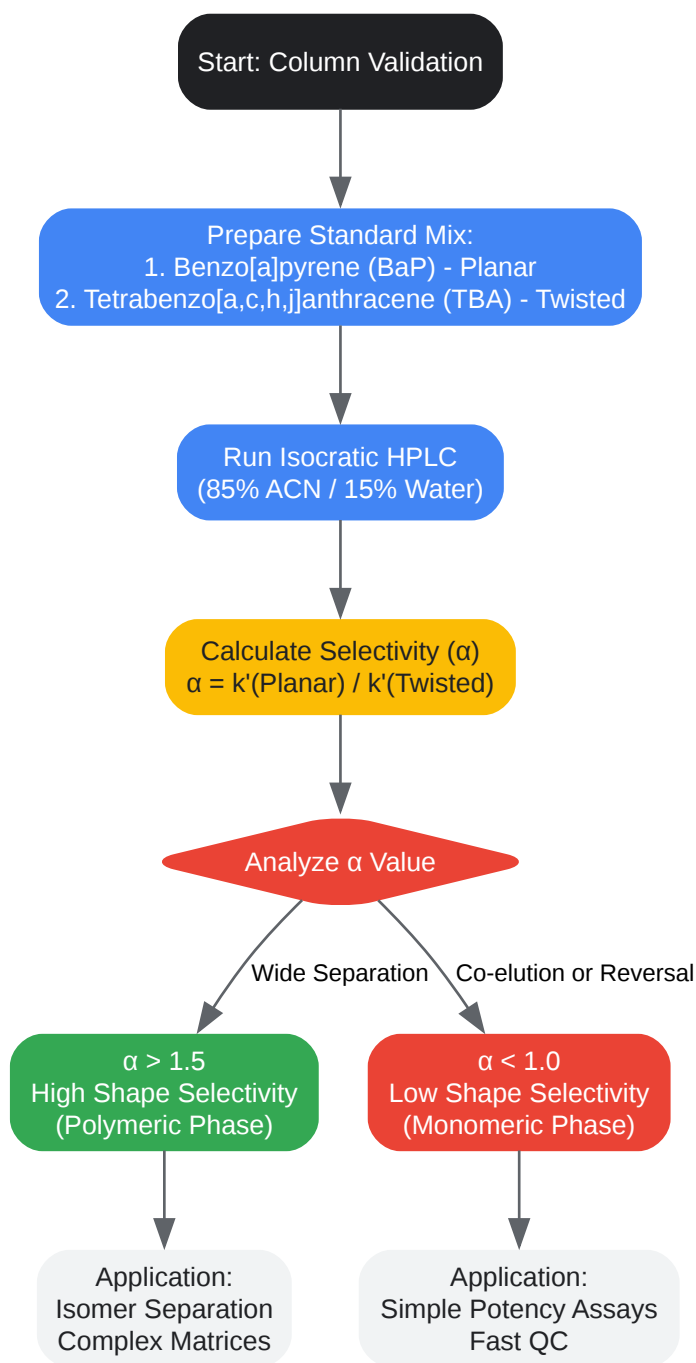 Start: Column Validation
Prepare Standard Mix:
1. Benzo[a]pyrene (BaP) - Planar
2. Tetrabenzo[a,c,h,j]anthracene (TBA) - Twisted
Run Isocratic HPLC
(85% ACN / 15% Water)
Calculate Selectivity (α)
α = k'(Planar) / k'(Twisted)
Analyze α Value
Wide Separation
Co-elution or Reversal
α > 1.5
High Shape Selectivity
(Polymeric Phase)
α < 1.0
Low Shape Selectivity
(Monomeric Phase)
Application:
Isomer Separation
Complex Matrices
Application:
Simple Potency Assays
Fast QC